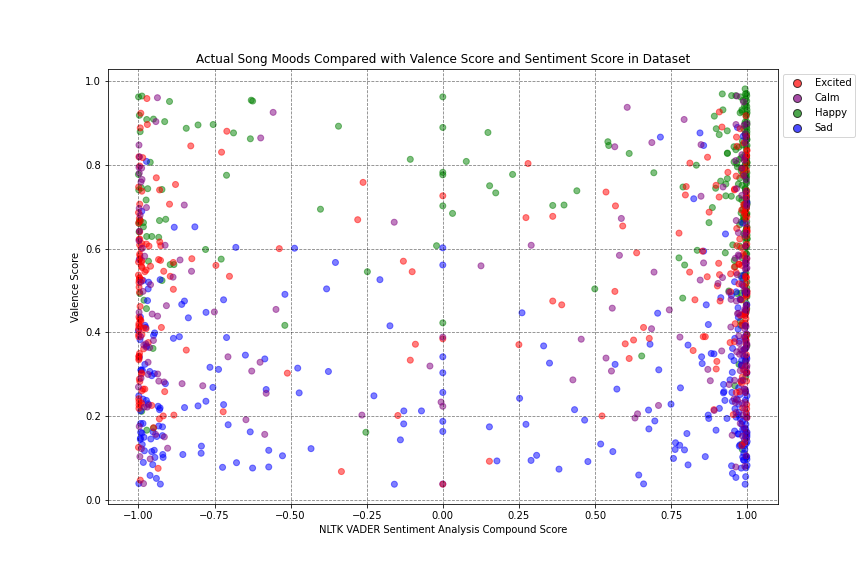 Actual Song Moods Compared with Valence Score and Sentiment Score in Dataset
Excited
Calm
Happy
Sad
Valence Score
1.0
0.8
0.6
0.4
0.2
0.0
−1.00 −0.75 −0.50 −0.25 0.00 0.25 0.50 0.75 1.00
NLTK VADER Sentiment Analysis Compound Score